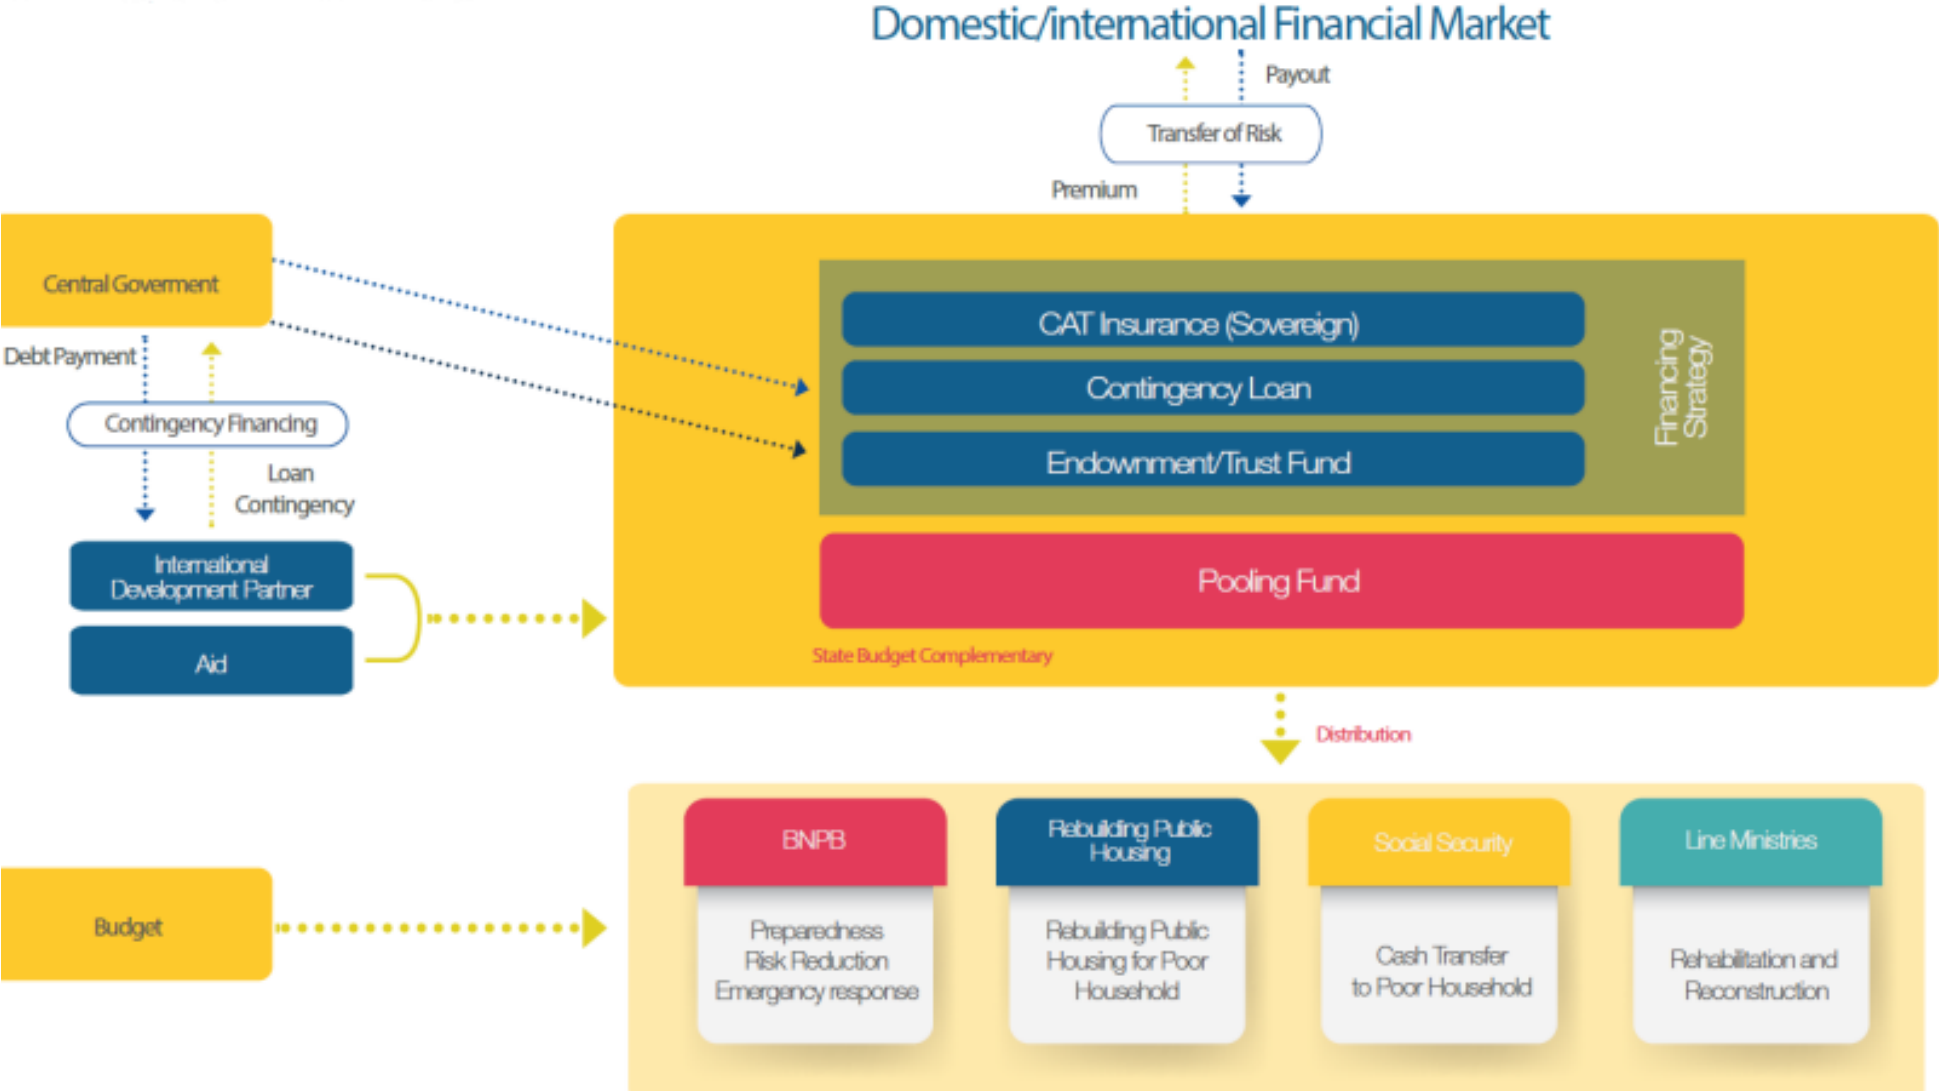 Domestic/international Financial Market
Payout
Transfer of Risk
Premium
Central Goverment
Debt Payment
Contingency Financing
Loan
Contingency
International
Development Partner
Aid
CAT Insurance (Sovereign)
Contingency Loan
Endownment/Trust Fund
Financing
Strategy
Pooling Fund
State Budget Complementary
Distribution
Budget
BNPB
Preparedness
Risk Reduction
Emergency response
Rebuilding Public
Housing
Rebuilding Public
Housing for Poor
Household
Social Security
Cash Transfer
to Poor Household
Line Ministries
Rehabilitation and
Reconstruction